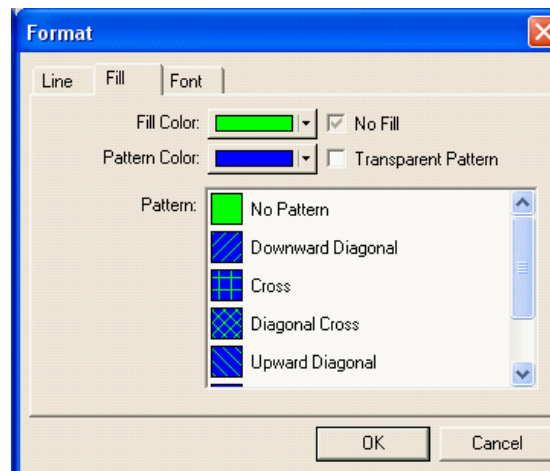 Format
Line Fill Font
Fill Color: No Fill
Pattern Color: Transparent Pattern
Pattern: No Pattern
Downward Diagonal
Cross
Diagonal Cross
Upward Diagonal
OK Cancel